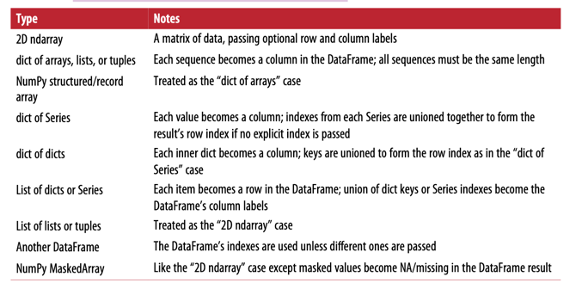 Type Notes
2D ndarray A matrix of data, passing optional row and column labels
dict of arrays, lists, or tuples Each sequence becomes a column in the DataFrame; all sequences must be the same length
NumPy structured/record Treated as the “dict of arrays” case
array
dict of Series Each value becomes a column; indexes from each Series are unioned together to form the
result’s row index if no explicit index is passed
dict of dicts Each inner dict becomes a column; keys are unioned to form the row index as in the “dict of
Series” case
List of dicts or Series Each item becomes a row in the DataFrame; union of dict keys or Series indexes become the
DataFrame’s column labels
List of lists or tuples Treated as the “2D ndarray” case
Another DataFrame The DataFrame’s indexes are used unless different ones are passed
NumPy MaskedArray Like the “2D ndarray” case except masked values become NA/missing in the DataFrame result